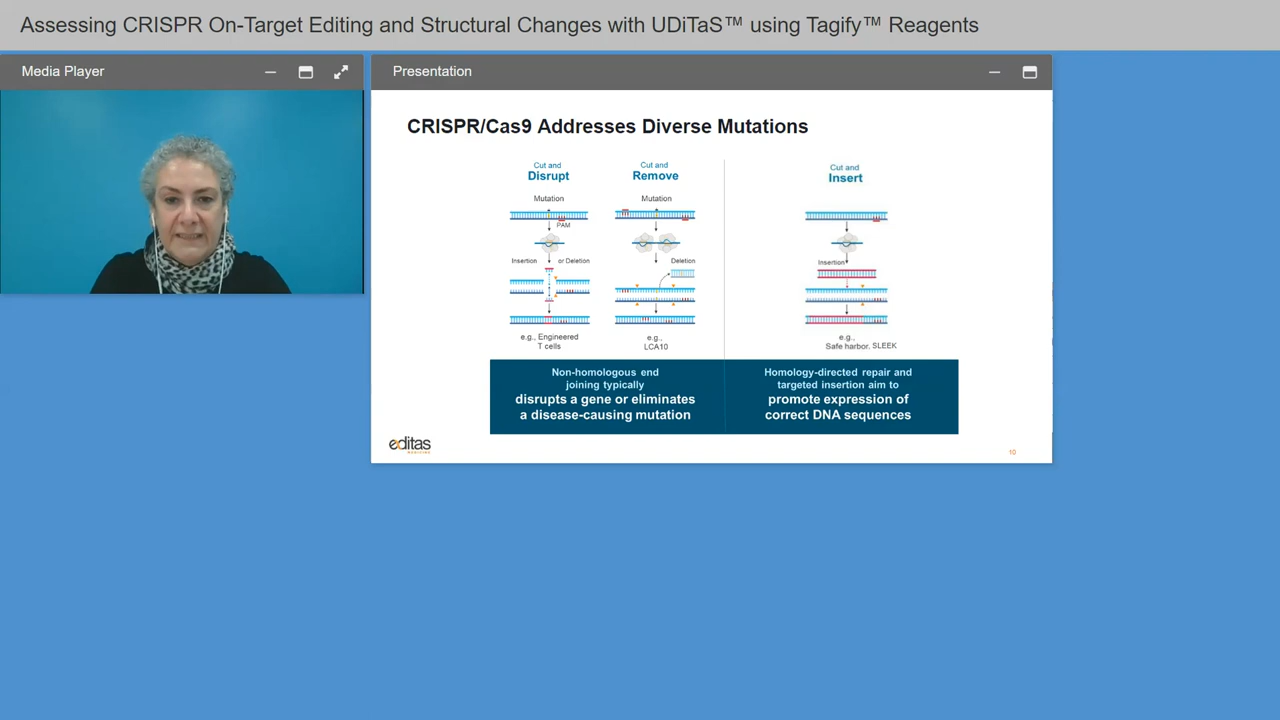 Assessing CRISPR On-Target Editing and Structural Changes with UDiTaS™ using Tagify™ Reagents
Media Player
Presentation
CRISPR/Cas9 Addresses Diverse Mutations
Cut and
Disrupt
Mutation
PAM
Insertion
or Deletion
e.g., Engineered
T cells
Cut and
Remove
Mutation
Deletion
e.g.,
LCA10
Cut and
Insert
Insertion
e.g.,
Safe harbor, SLEEK
Non-homologous end
joining typically
disrupts a gene or eliminates
a disease-causing mutation
Homology-directed repair and
targeted insertion aim to
promote expression of
correct DNA sequences
editas
MEDICINE
10